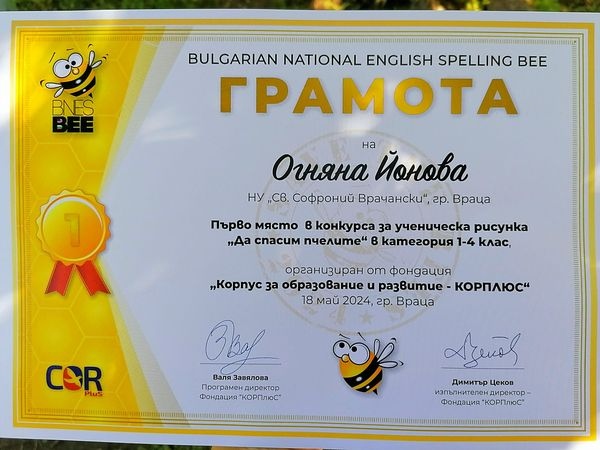 BNES
BEE
BULGARIAN NATIONAL ENGLISH SPELLING BEE
ГРАМОТА
на
Огняна Йонова
НУ „Св. Софроний Врачански“, гр. Враца
Първо място в конкурса за ученическа рисунка
„Да спасим пчелите“ в категория 1-4 клас,
организиран от фондация
„Корпус за образование и развитие - КОРПЛЮС“
18 май 2024, гр. Враца
1
COR
PluS
Валя Завялова
Програмен директор
Фондация “КОРПлюС”
Димитър Цеков
изпълнителен директор –
Фондация “КОРПлюС”